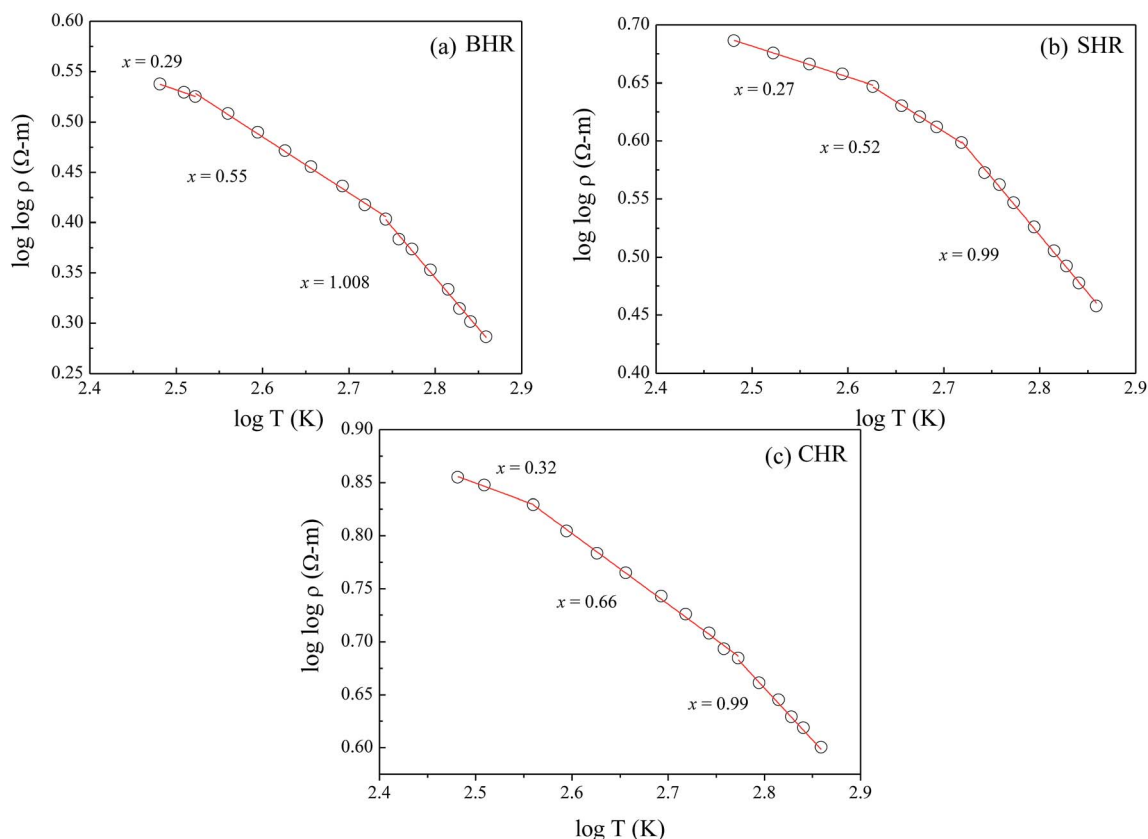 (a) BHR
0.60
0.55
0.50
0.45
0.40
0.35
0.30
0.25
log log ρ (Ω-m)
x = 0.29
x = 0.55
x = 1.008
2.4 2.5 2.6 2.7 2.8 2.9
log T (K)
(b) SHR
0.70
0.65
0.60
0.55
0.50
0.45
0.40
log log ρ (Ω-m)
x = 0.27
x = 0.52
x = 0.99
2.4 2.5 2.6 2.7 2.8 2.9
log T (K)
(c) CHR
0.90
0.85
0.80
0.75
0.70
0.65
0.60
log log ρ (Ω-m)
x = 0.32
x = 0.66
x = 0.99
2.4 2.5 2.6 2.7 2.8 2.9
log T (K)